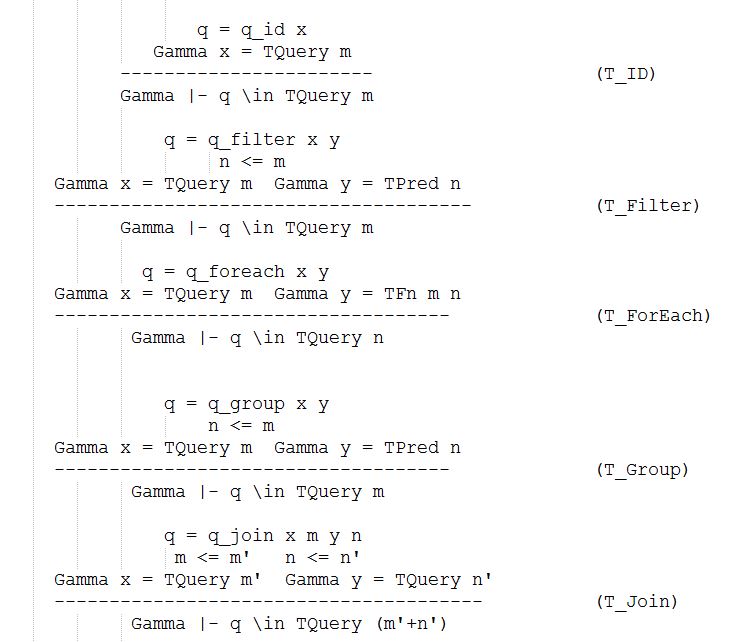 q = q_id x
Gamma x = TQuery m
----------------------- (T_ID)
Gamma |- q \in TQuery m
q = q_filter x y
n <= m
Gamma x = TQuery m  Gamma y = TPred n
-------------------------------------- (T_Filter)
Gamma |- q \in TQuery m
q = q_foreach x y
Gamma x = TQuery m  Gamma y = TFn m n
------------------------------------ (T_ForEach)
Gamma |- q \in TQuery n
q = q_group x y
n <= m
Gamma x = TQuery m  Gamma y = TPred n
------------------------------------ (T_Group)
Gamma |- q \in TQuery m
q = q_join x m y n
m <= m'   n <= n'
Gamma x = TQuery m'  Gamma y = TQuery n'
--------------------------------------- (T_Join)
Gamma |- q \in TQuery (m'+n')